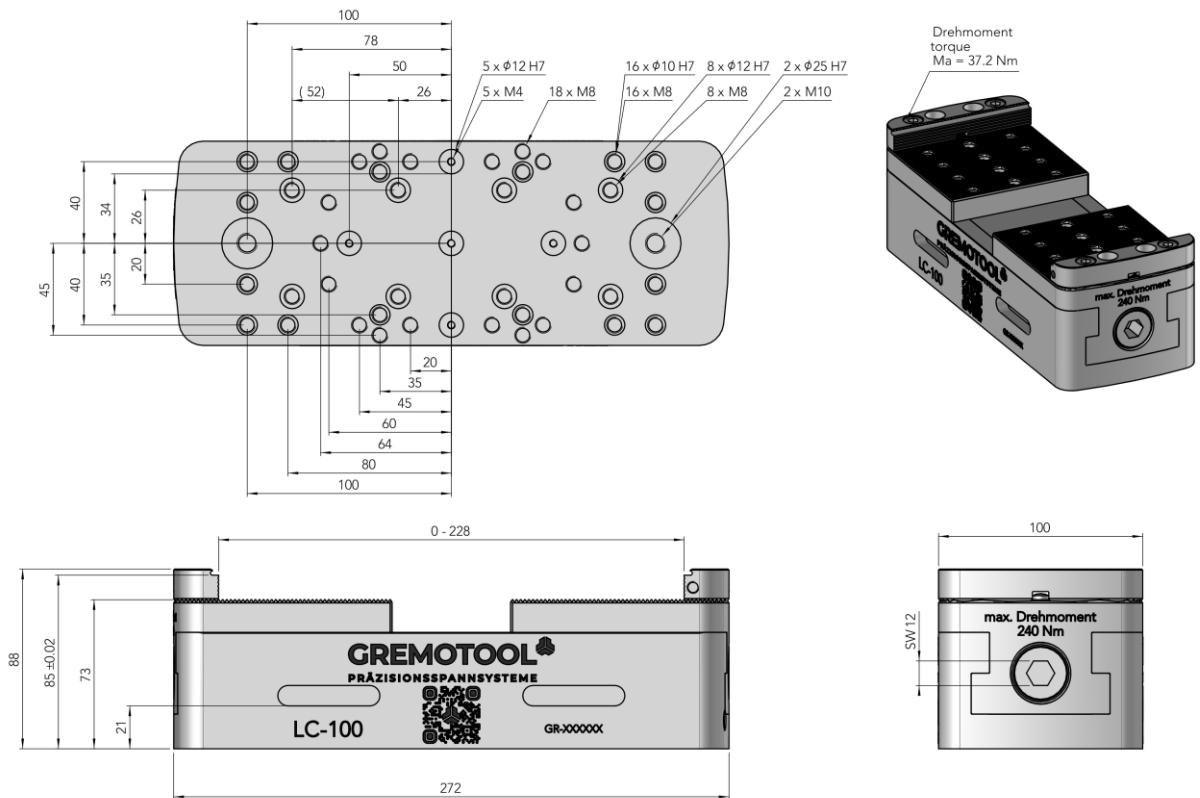 100
78
50
( 52)
26
5 x ϕ12 H7
5 x M4
18 x M8
16 x ϕ10 H7
16 x M8
8 x ϕ12 H7
8 x M8
2 x ϕ25 H7
2 x M10
40
34
26
45
40
35
20
20
35
45
60
64
80
100
Drehmoment
torque
Ma = 37.2 Nm
GREMOTOOL
PRÄZISIONSSPANNSYSTEME
LC-100
max. Drehmoment
240 Nm
0 - 228
88
85 ±0.02
73
21
GREMOTOOL
PRÄZISIONSSPANNSYSTEME
LC-100
GR-XXXXXX
272
100
SW 12
max. Drehmoment
240 Nm